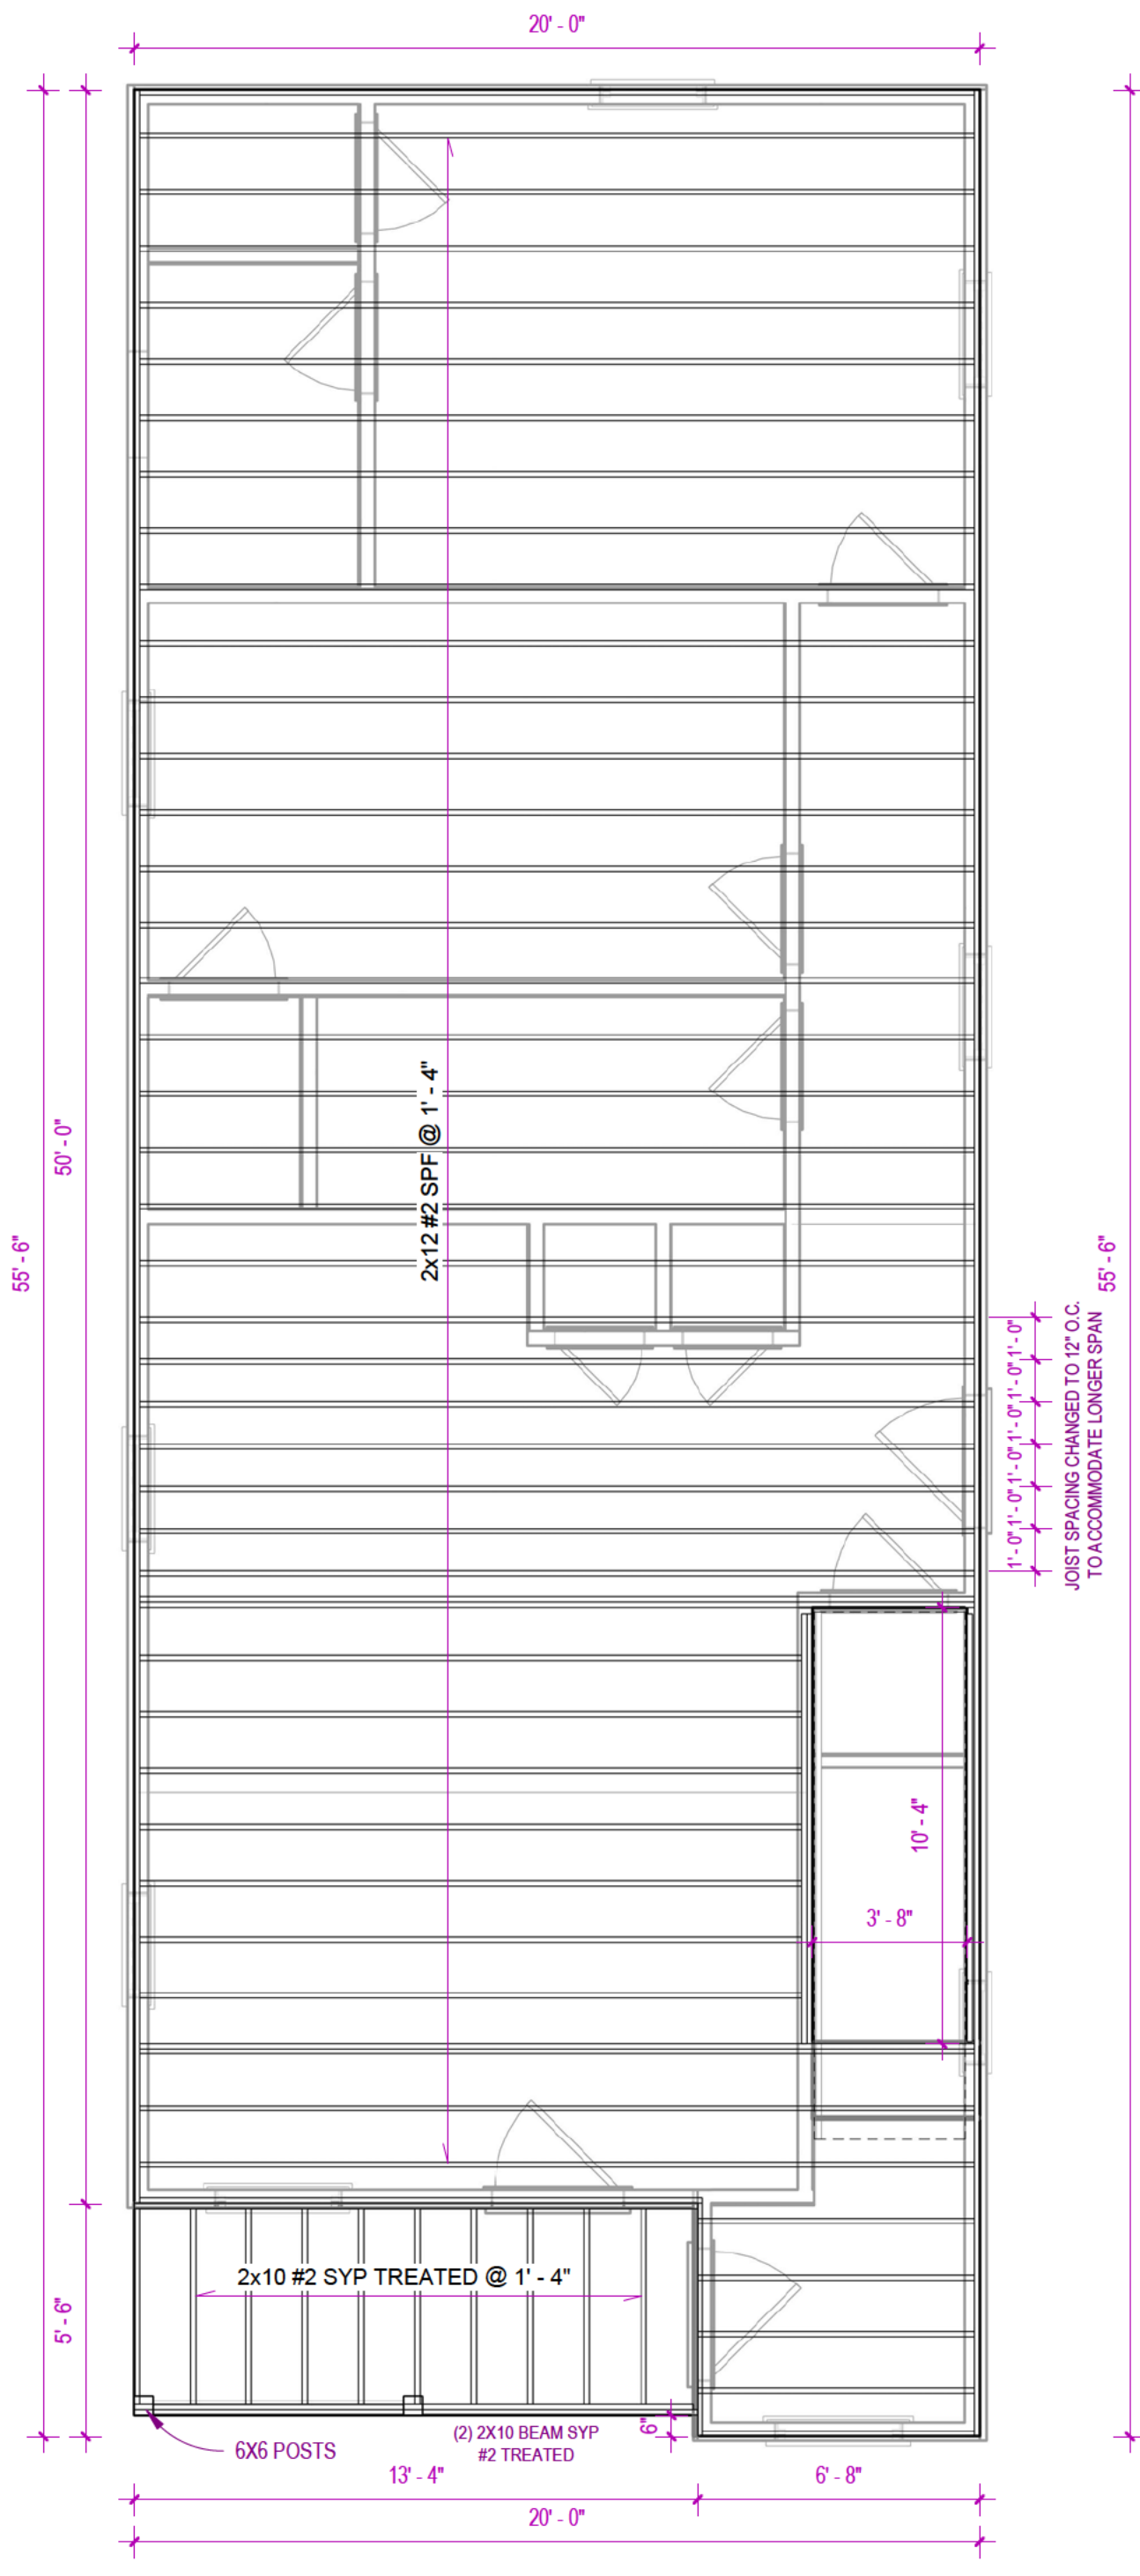 20' - 0"
55' - 6"
50' - 0"
5' - 6"
2x12 #2 SPF @ 1' - 4"
55' - 6"
1' - 0"
1' - 0"
1' - 0"
1' - 0"
1' - 0"
1' - 0"
JOIST SPACING CHANGED TO 12" O.C.
TO ACCOMMODATE LONGER SPAN
10' - 4"
3' - 8"
2x10 #2 SYP TREATED @ 1' - 4"
6X6 POSTS
(2) 2X10 BEAM SYP
#2 TREATED
6"
13' - 4"
6' - 8"
20' - 0"